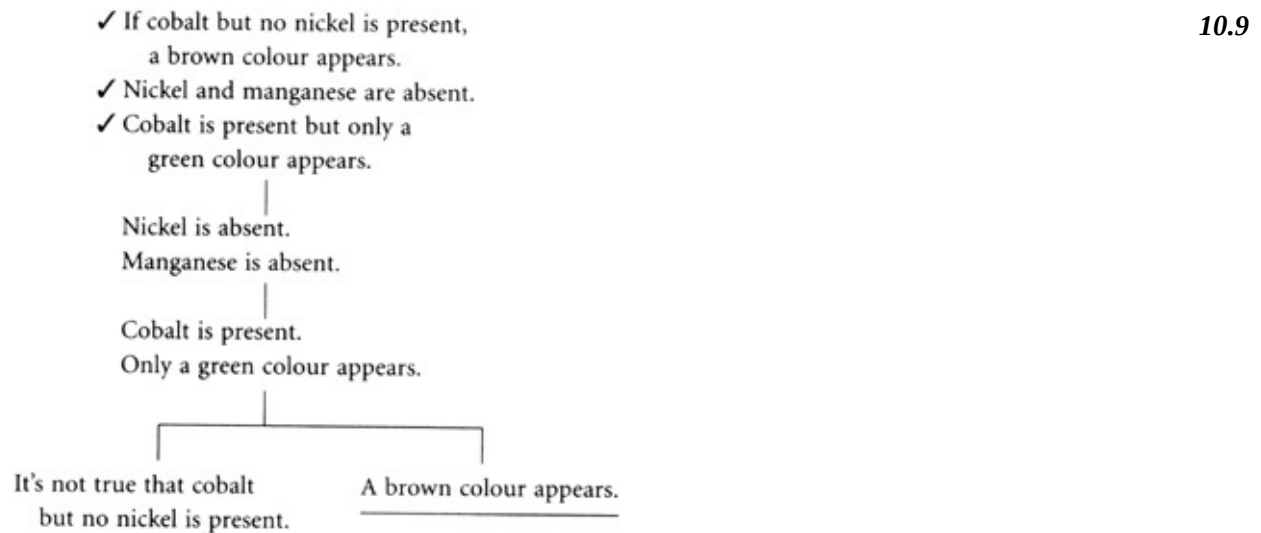 ✓ If cobalt but no nickel is present,
a brown colour appears.
✓ Nickel and manganese are absent.
✓ Cobalt is present but only a
green colour appears.
Nickel is absent.
Manganese is absent.
Cobalt is present.
Only a green colour appears.
It's not true that cobalt
but no nickel is present.
A brown colour appears.
10.9